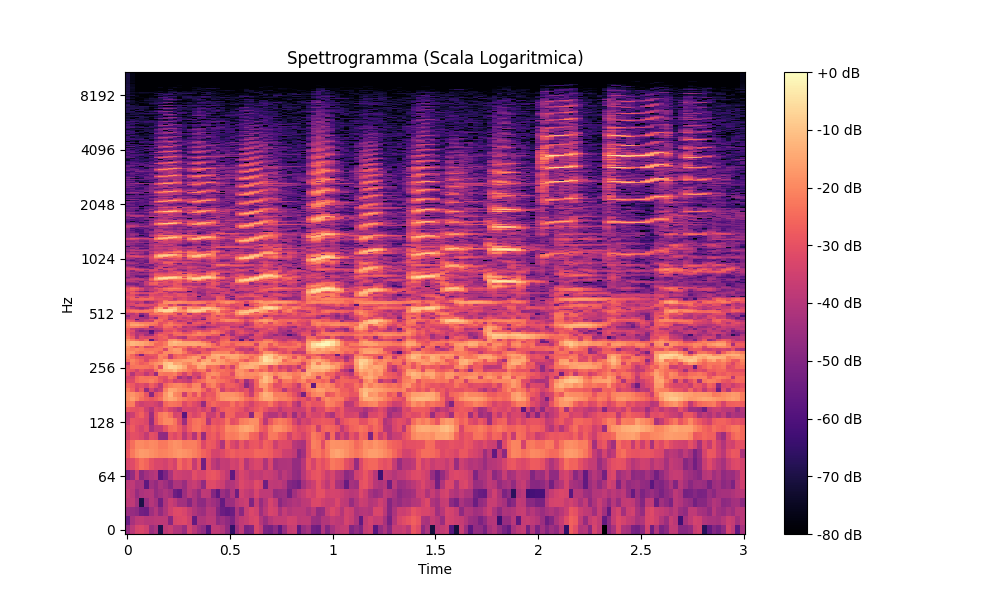 Spettrogramma (Scala Logaritmica)
Hz
8192
4096
2048
1024
512
256
128
64
0
0 0.5 1 1.5 2 2.5 3
Time
+0 dB
-10 dB
-20 dB
-30 dB
-40 dB
-50 dB
-60 dB
-70 dB
-80 dB